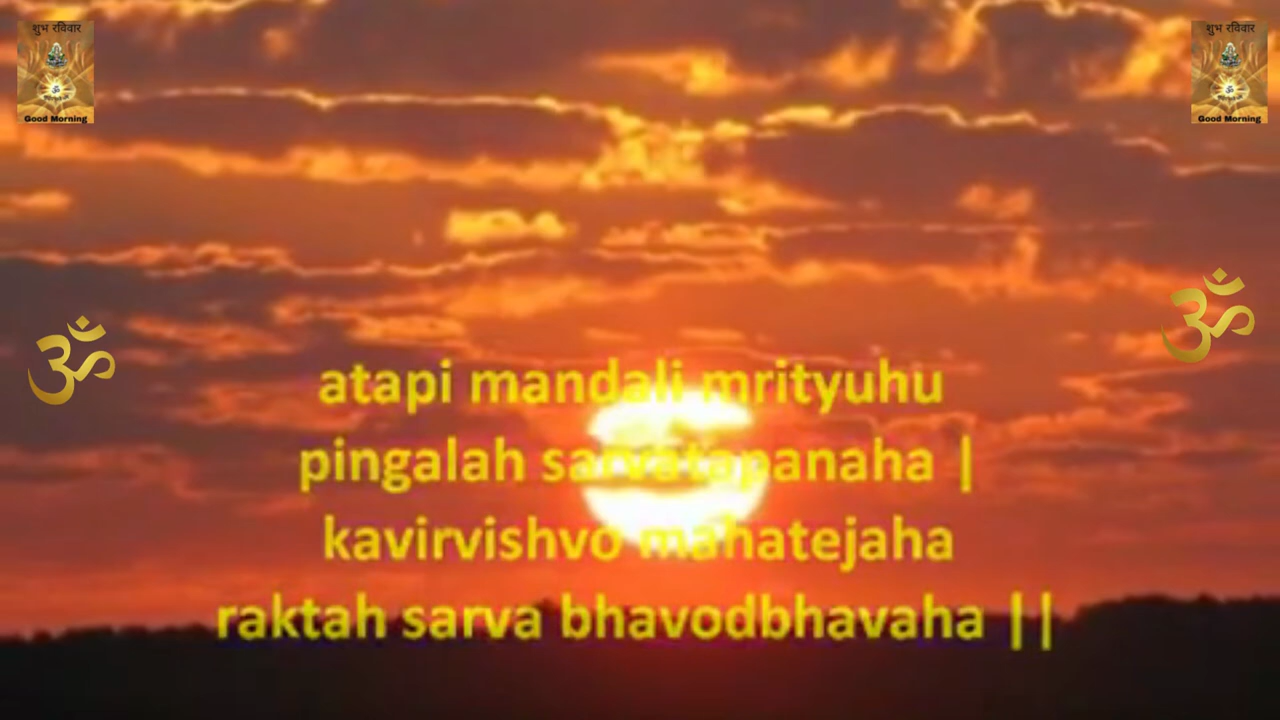 शुभ रविवार
शुभ रविवार
ॐ
ॐ
Good Morning
Good Morning
ॐ
ॐ
atapi mandali mrityuhu
pingalah sarvatapanaha |
kavirvishvo mahatejaha
raktah sarva bhavodbhavaha ||